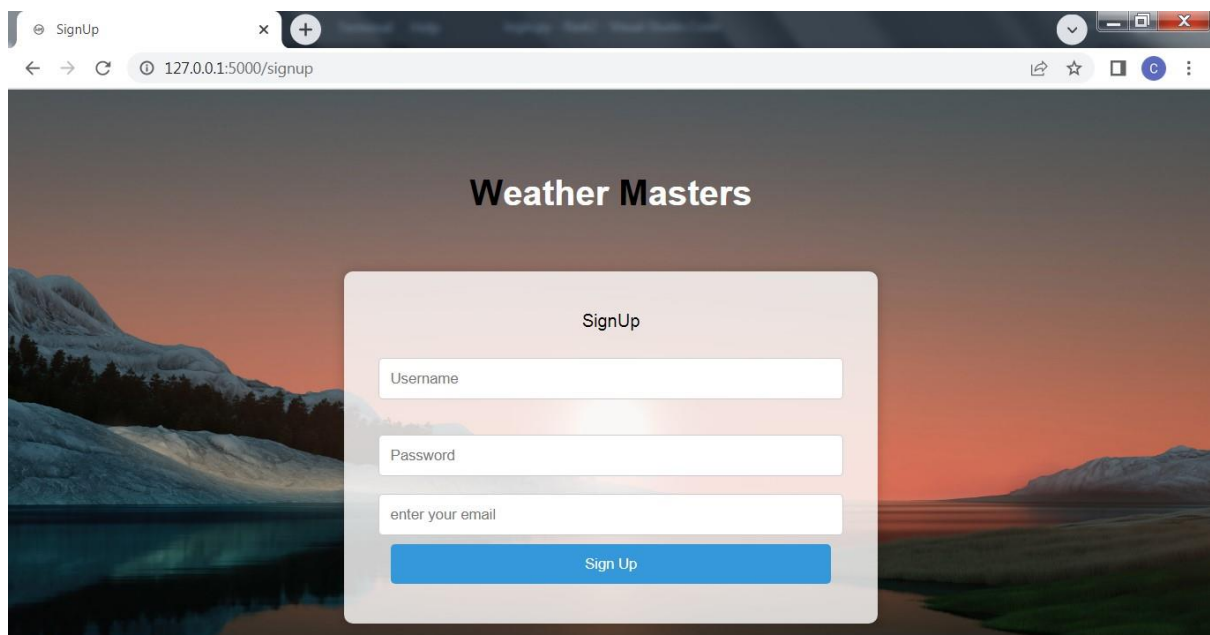 SignUp
127.0.0.1:5000/signup
C
Weather Masters
SignUp
Username
Password
enter your email
Sign Up